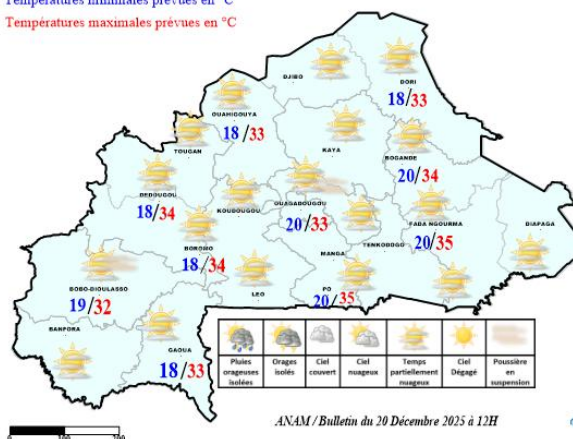 Températures minimales prévues en °C
Températures maximales prévues en °C
DJIBO
DORI
18/33
OUAHIGOUYA
18/33
TOUGAN
KAYA
BOGANDE
20/34
DEDOUGOU
18/34
KOUDOUGOU
OUAGADOUGOU
20/33
FADA NGOURMA
20/35
DIAPAGA
BOROMO
18/34
TENKODOGO
MANGA
BOBO-DIOULASSO
19/32
LEO
PO
20/35
BANFORA
GAOUA
18/33
Pluies orageuses isolées
Orages isolés
Ciel couvert
Ciel nuageux
Temps partiellement nuageux
Ciel Dégagé
Poussière en suspension
ANAM / Bulletin du 20 Décembre 2025 à 12H
0 100 200